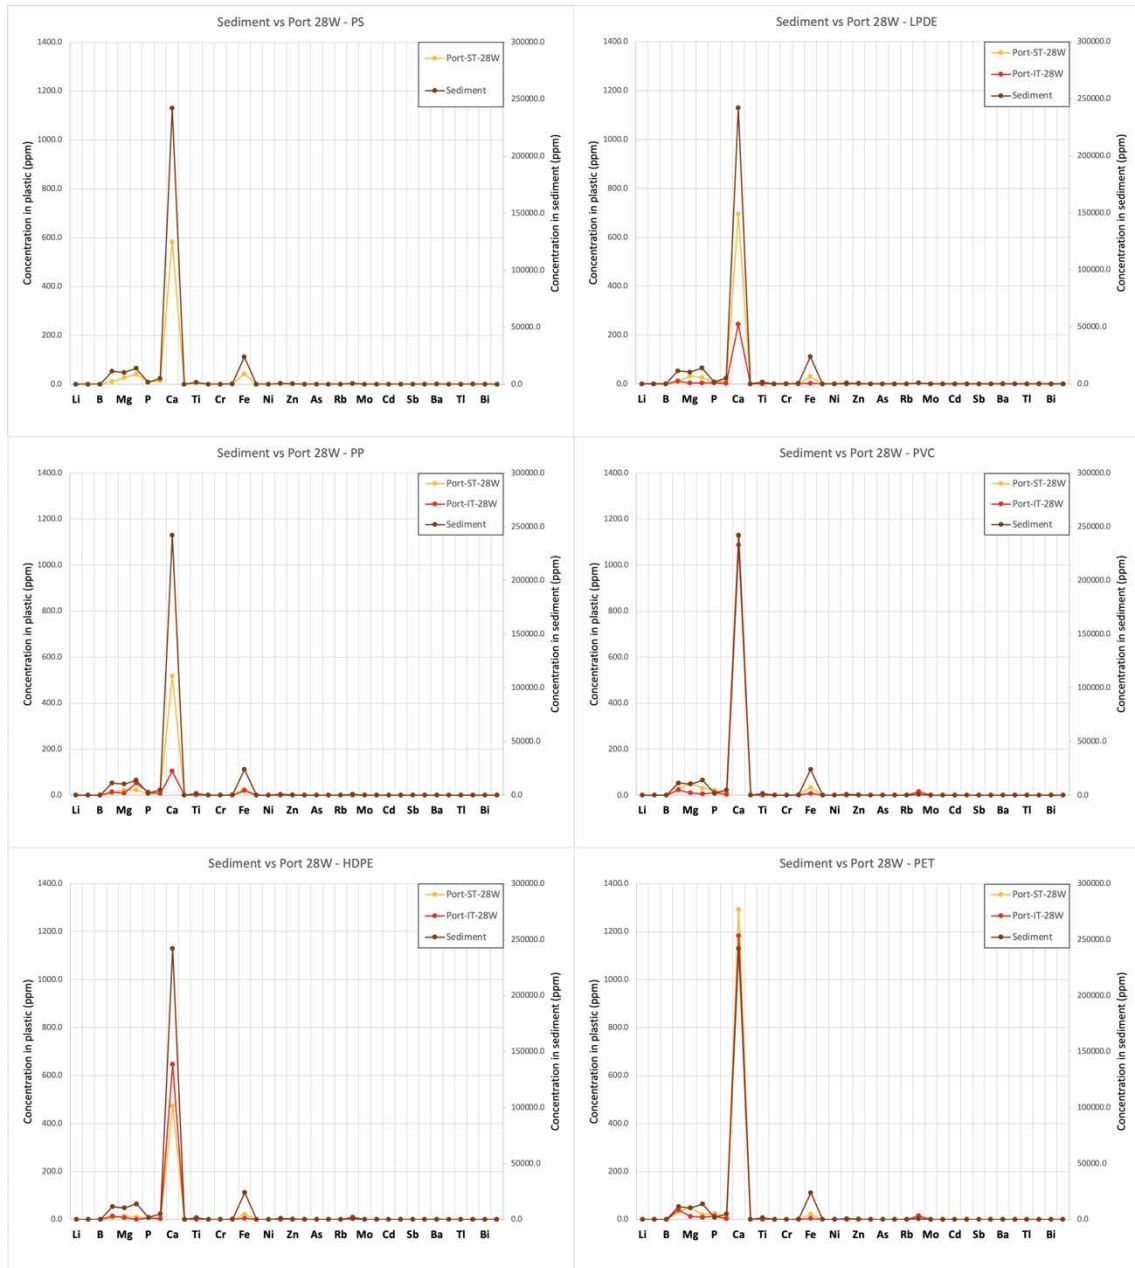 Sediment vs Port 28W - PS
Concentration in plastic (ppm)
1400.0
1200.0
1000.0
800.0
600.0
400.0
200.0
0.0
Port-ST-28W
Sediment
300000.0
250000.0
200000.0
150000.0
100000.0
50000.0
0.0
Concentration in sediment (ppm)
Li B Mg P Ca Ti Cr Fe Ni Zn As Rb Mo Cd Sb Ba Tl Bi
Sediment vs Port 28W - LPDE
Concentration in plastic (ppm)
1400.0
1200.0
1000.0
800.0
600.0
400.0
200.0
0.0
Port-ST-28W
Port-IT-28W
Sediment
300000.0
250000.0
200000.0
150000.0
100000.0
50000.0
0.0
Concentration in sediment (ppm)
Li B Mg P Ca Ti Cr Fe Ni Zn As Rb Mo Cd Sb Ba Tl Bi
Sediment vs Port 28W - PP
Concentration in plastic (ppm)
1400.0
1200.0
1000.0
800.0
600.0
400.0
200.0
0.0
Port-ST-28W
Port-IT-28W
Sediment
300000.0
250000.0
200000.0
150000.0
100000.0
50000.0
0.0
Concentration in sediment (ppm)
Li B Mg P Ca Ti Cr Fe Ni Zn As Rb Mo Cd Sb Ba Tl Bi
Sediment vs Port 28W - PVC
Concentration in plastic (ppm)
1400.0
1200.0
1000.0
800.0
600.0
400.0
200.0
0.0
Port-ST-28W
Port-IT-28W
Sediment
300000.0
250000.0
200000.0
150000.0
100000.0
50000.0
0.0
Concentration in sediment (ppm)
Li B Mg P Ca Ti Cr Fe Ni Zn As Rb Mo Cd Sb Ba Tl Bi
Sediment vs Port 28W - HDPE
Concentration in plastic (ppm)
1400.0
1200.0
1000.0
800.0
600.0
400.0
200.0
0.0
Port-ST-28W
Port-IT-28W
Sediment
300000.0
250000.0
200000.0
150000.0
100000.0
50000.0
0.0
Concentration in sediment (ppm)
Li B Mg P Ca Ti Cr Fe Ni Zn As Rb Mo Cd Sb Ba Tl Bi
Sediment vs Port 28W - PET
Concentration in plastic (ppm)
1400.0
1200.0
1000.0
800.0
600.0
400.0
200.0
0.0
Port-ST-28W
Port-IT-28W
Sediment
300000.0
250000.0
200000.0
150000.0
100000.0
50000.0
0.0
Concentration in sediment (ppm)
Li B Mg P Ca Ti Cr Fe Ni Zn As Rb Mo Cd Sb Ba Tl Bi